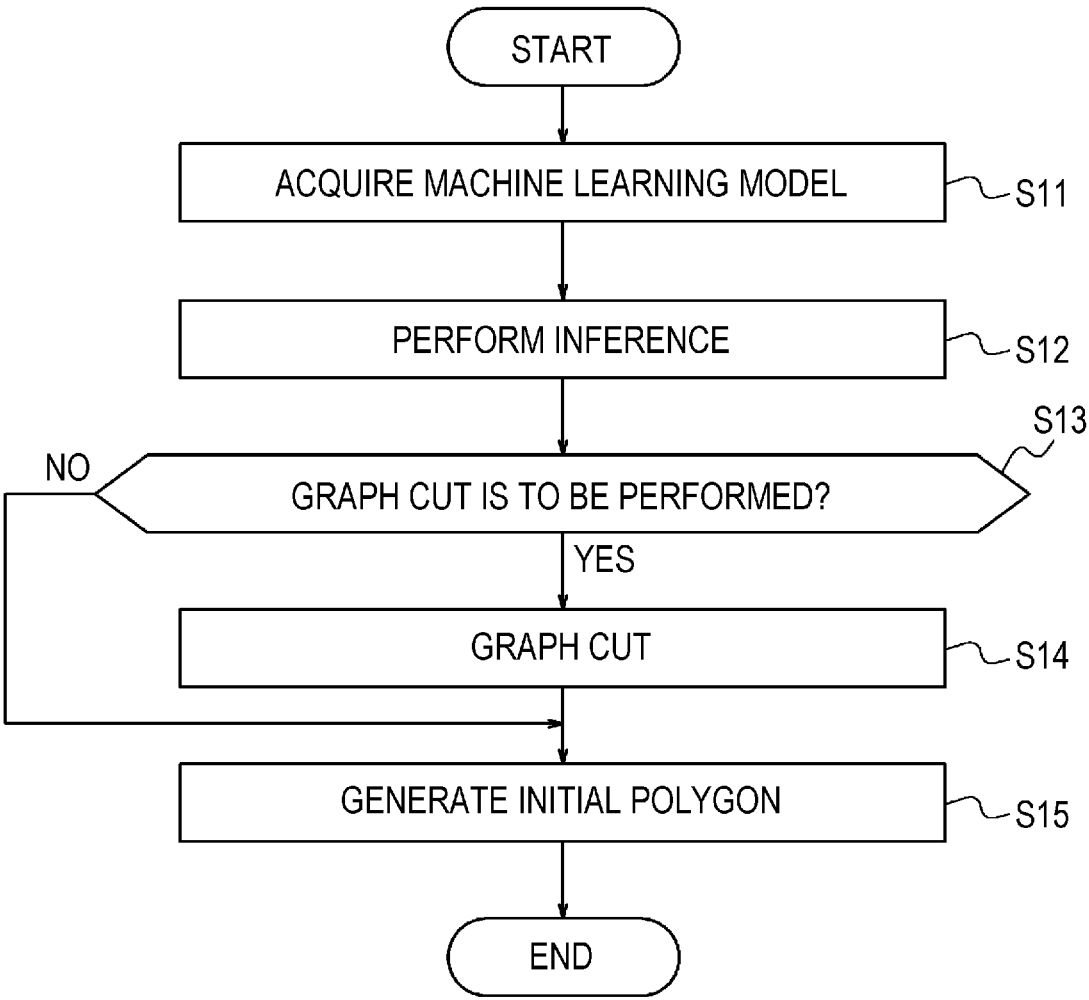 START
ACQUIRE MACHINE LEARNING MODEL
S11
PERFORM INFERENCE
S12
S13
NO
GRAPH CUT IS TO BE PERFORMED?
YES
GRAPH CUT
S14
GENERATE INITIAL POLYGON
S15
END